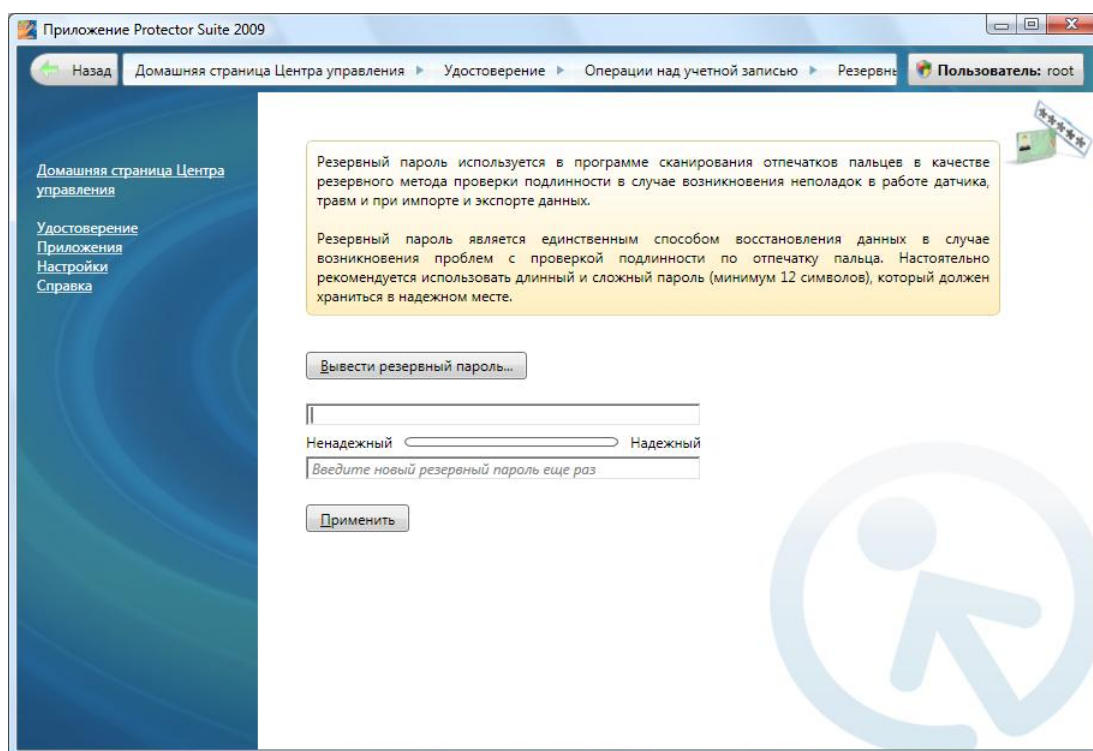 Приложение Protector Suite 2009
Назад
Домашняя страница Центра управления
Удостоверение
Операции над учетной записью
Резервны
Пользователь: root
Домашняя страница Центра
управления
Удостоверение
Приложения
Настройки
Справка
Резервный пароль используется в программе сканирования отпечатков пальцев в качестве
резервного метода проверки подлинности в случае возникновения неполадок в работе датчика,
травм и при импорте и экспорте данных.
Резервный пароль является единственным способом восстановления данных в случае
возникновения проблем с проверкой подлинности по отпечатку пальца. Настоятельно
рекомендуется использовать длинный и сложный пароль (минимум 12 символов), который должен
храниться в надежном месте.
Вывести резервный пароль...
Ненадежный
Надежный
Введите новый резервный пароль еще раз
Применить